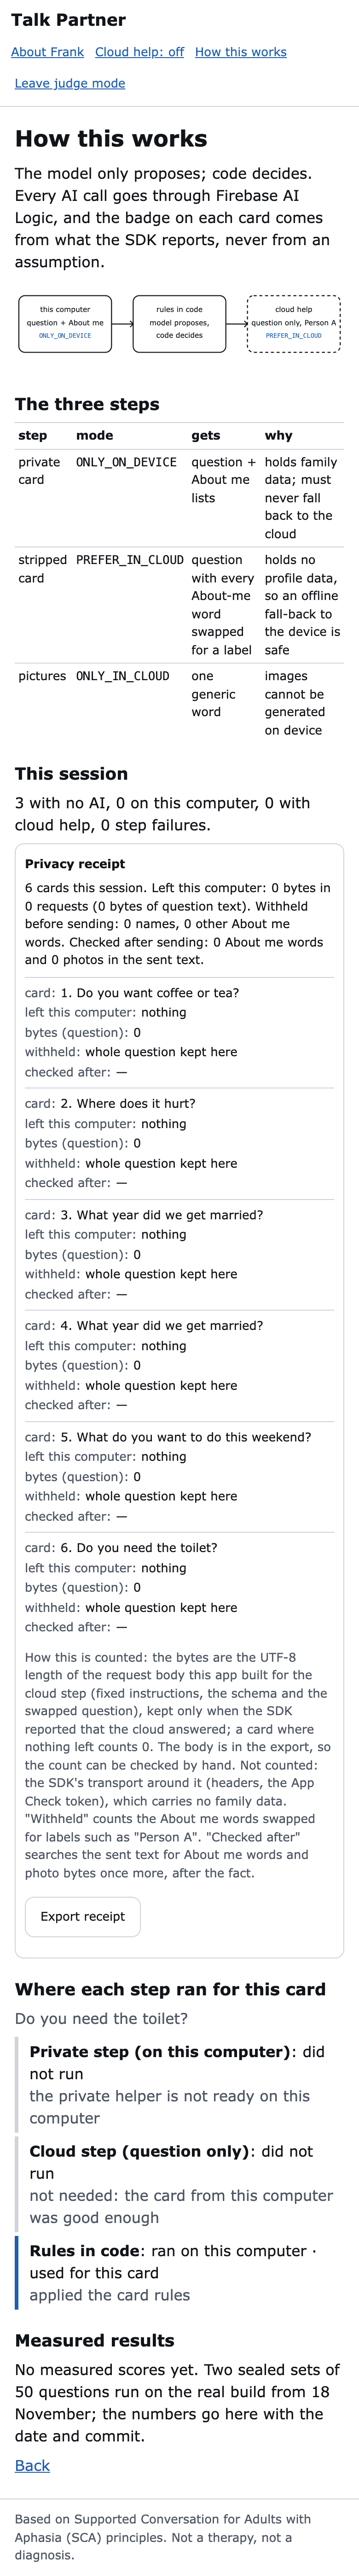 Talk Partner
About Frank Cloud help: off How this works
Leave judge mode
How this works
The model only proposes; code decides.
Every AI call goes through Firebase AI
Logic, and the badge on each card comes
from what the SDK reports, never from an
assumption.
this computer
question + About me
ONLY_ON_DEVICE
rules in code
model proposes,
code decides
cloud help
question only, Person A
PREFER_IN_CLOUD
The three steps
step mode gets why
private card ONLY_ON_DEVICE question + About me lists holds family data; must never fall back to the cloud
stripped card PREFER_IN_CLOUD question with every About-me word swapped for a label holds no profile data, so an offline fall-back to the device is safe
pictures ONLY_IN_CLOUD one generic word images cannot be generated on device
This session
3 with no AI, 0 on this computer, 0 with
cloud help, 0 step failures.
Privacy receipt
6 cards this session. Left this computer: 0 bytes in
0 requests (0 bytes of question text). Withheld
before sending: 0 names, 0 other About me
words. Checked after sending: 0 About me words
and 0 photos in the sent text.
card: 1. Do you want coffee or tea?
left this computer: nothing
bytes (question): 0
withheld: whole question kept here
checked after: —
card: 2. Where does it hurt?
left this computer: nothing
bytes (question): 0
withheld: whole question kept here
checked after: —
card: 3. What year did we get married?
left this computer: nothing
bytes (question): 0
withheld: whole question kept here
checked after: —
card: 4. What year did we get married?
left this computer: nothing
bytes (question): 0
withheld: whole question kept here
checked after: —
card: 5. What do you want to do this weekend?
left this computer: nothing
bytes (question): 0
withheld: whole question kept here
checked after: —
card: 6. Do you need the toilet?
left this computer: nothing
bytes (question): 0
withheld: whole question kept here
checked after: —
How this is counted: the bytes are the UTF-8
length of the request body this app built for the
cloud step (fixed instructions, the schema and the
swapped question), kept only when the SDK
reported that the cloud answered; a card where
nothing left counts 0. The body is in the export, so
the count can be checked by hand. Not counted:
the SDK's transport around it (headers, the App
Check token), which carries no family data.
"Withheld" counts the About me words swapped
for labels such as "Person A". "Checked after"
searches the sent text for About me words and
photo bytes once more, after the fact.
Export receipt
Where each step ran for this card
Do you need the toilet?
Private step (on this computer): did
not run
the private helper is not ready on this
computer
Cloud step (question only): did not
run
not needed: the card from this computer
was good enough
Rules in code: ran on this computer ·
used for this card
applied the card rules
Measured results
No measured scores yet. Two sealed sets of
50 questions run on the real build from 18
November; the numbers go here with the
date and commit.
Back
Based on Supported Conversation for Adults with
Aphasia (SCA) principles. Not a therapy, not a
diagnosis.